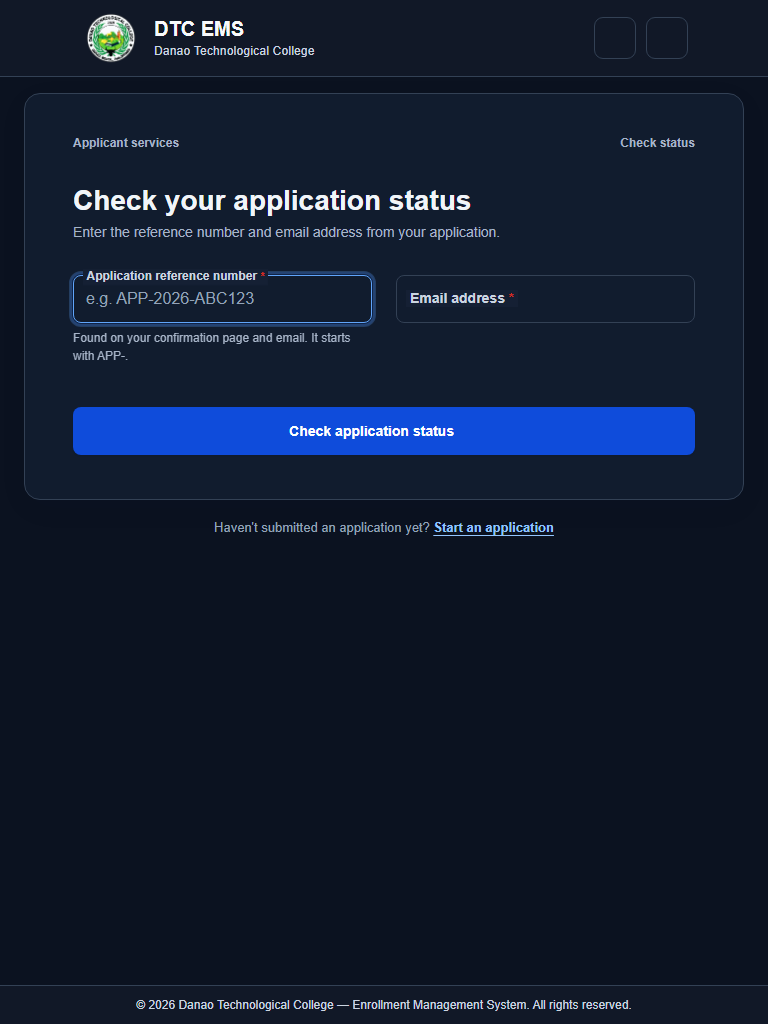 DTC EMS
Danao Technological College
Applicant services
Check status
Check your application status
Enter the reference number and email address from your application.
Application reference number *
e.g. APP-2026-ABC123
Email address *
Found on your confirmation page and email. It starts
with APP-.
Check application status
Haven't submitted an application yet? Start an application
© 2026 Danao Technological College — Enrollment Management System. All rights reserved.